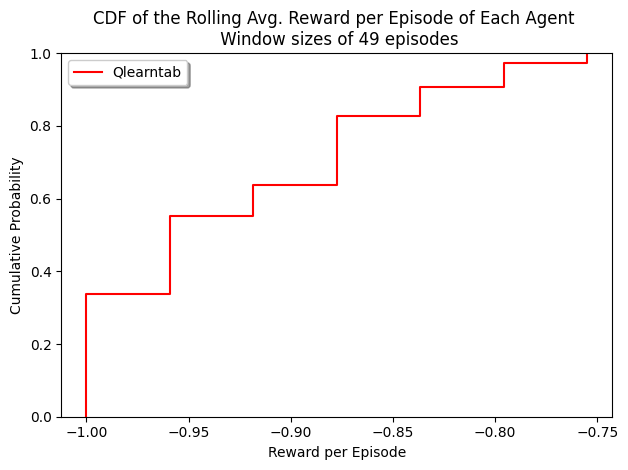 CDF of the Rolling Avg. Reward per Episode of Each Agent
Window sizes of 49 episodes
Qlearntab
Cumulative Probability
1.0
0.8
0.6
0.4
0.2
0.0
−1.00 −0.95 −0.90 −0.85 −0.80 −0.75
Reward per Episode